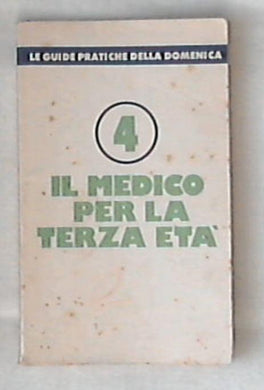 LE GUIDE PRATICHE DELLA DOMENICA
4
IL MEDICO
PER LA
TERZA ETA'